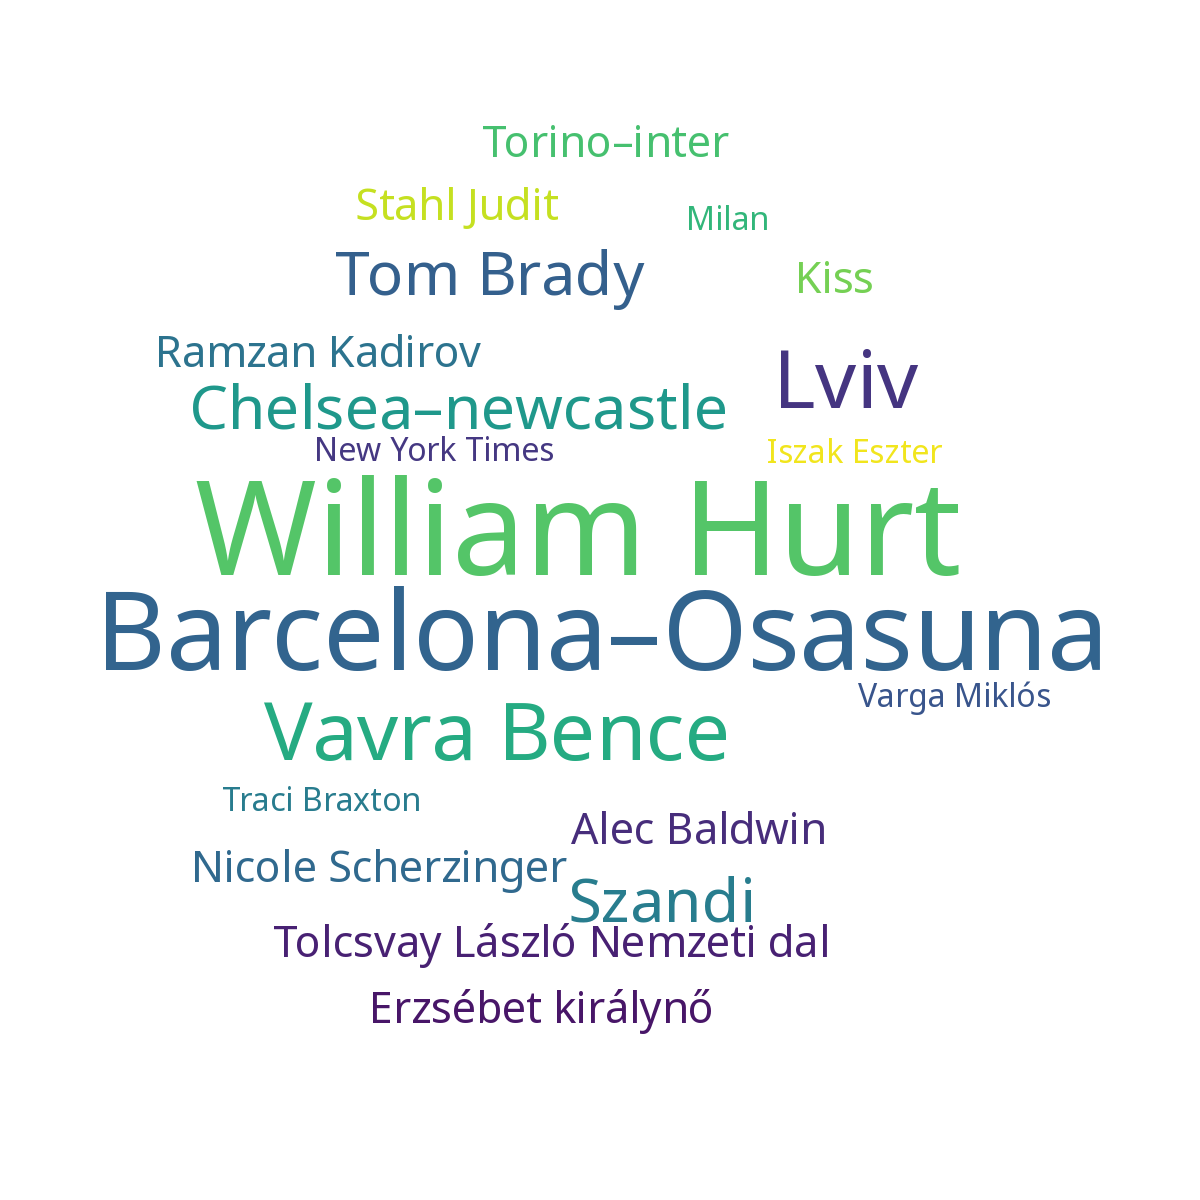 Torino–inter
Stahl Judit
Milan
Tom Brady
Kiss
Ramzan Kadirov
Lviv
Chelsea–newcastle
New York Times
Iszak Eszter
William Hurt
Barcelona–Osasuna
Varga Miklós
Vavra Bence
Traci Braxton
Alec Baldwin
Nicole Scherzinger
Szandi
Tolcsvay László Nemzeti dal
Erzsébet királynő